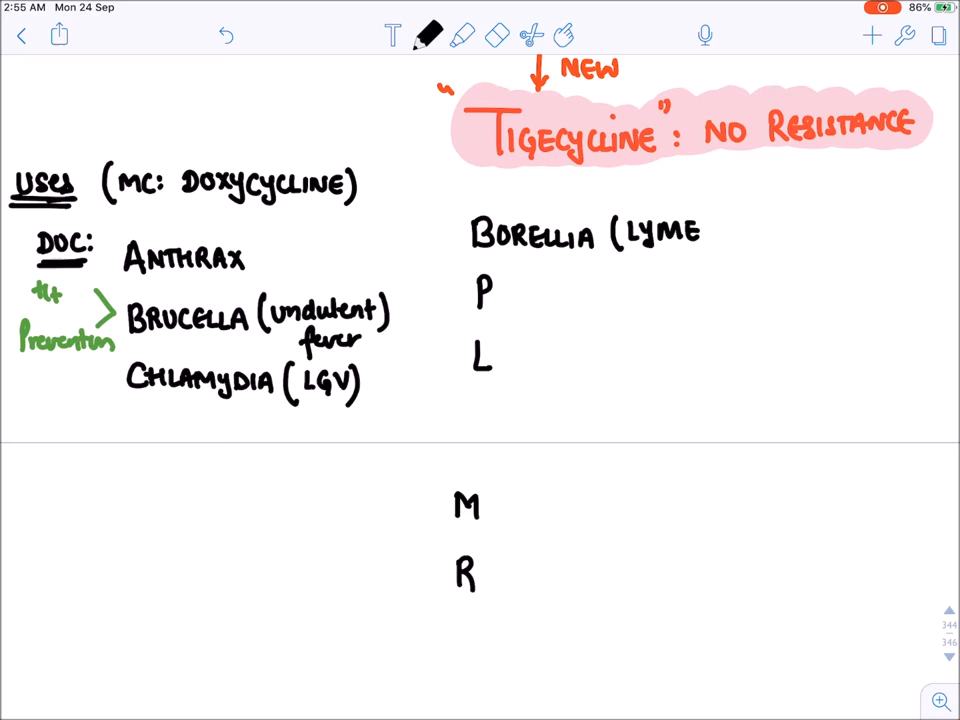 2:55 AM Mon 24 Sep
86%
T
NEW
"TIGECYCLINE": NO RESISTANCE
USES (MC: DOXYCYCLINE)
DOC:
ANTHRAX
ttt
Prevention
BRUCELLA (undulent fever)
CHLAMYDIA (LGV)
BORELLIA (LYME
P
L
M
R
344
346